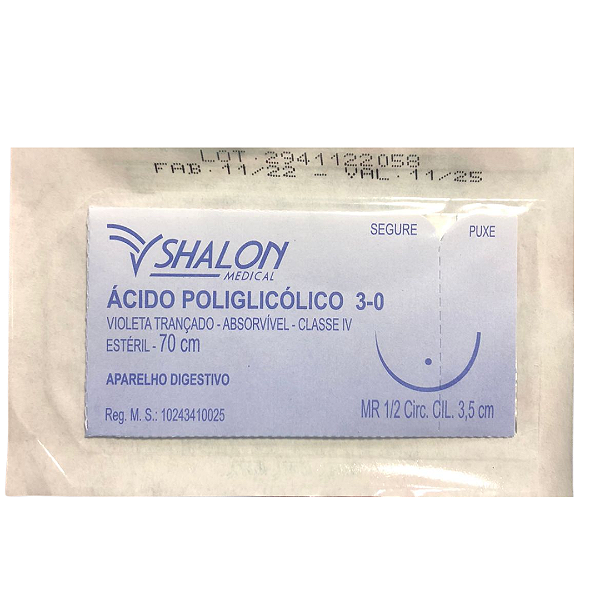 LOT.2941122058
FAB.11/22 - VAL.11/25
SEGURE
PUXE
SHALON
MEDICAL
ÁCIDO POLIGLICÓLICO 3-0
VIOLETA TRANÇADO - ABSORVÍVEL - CLASSE IV
ESTÉRIL - 70 cm
APARELHO DIGESTIVO
Reg. M. S.: 10243410025
MR 1/2 Circ. CIL. 3,5 cm